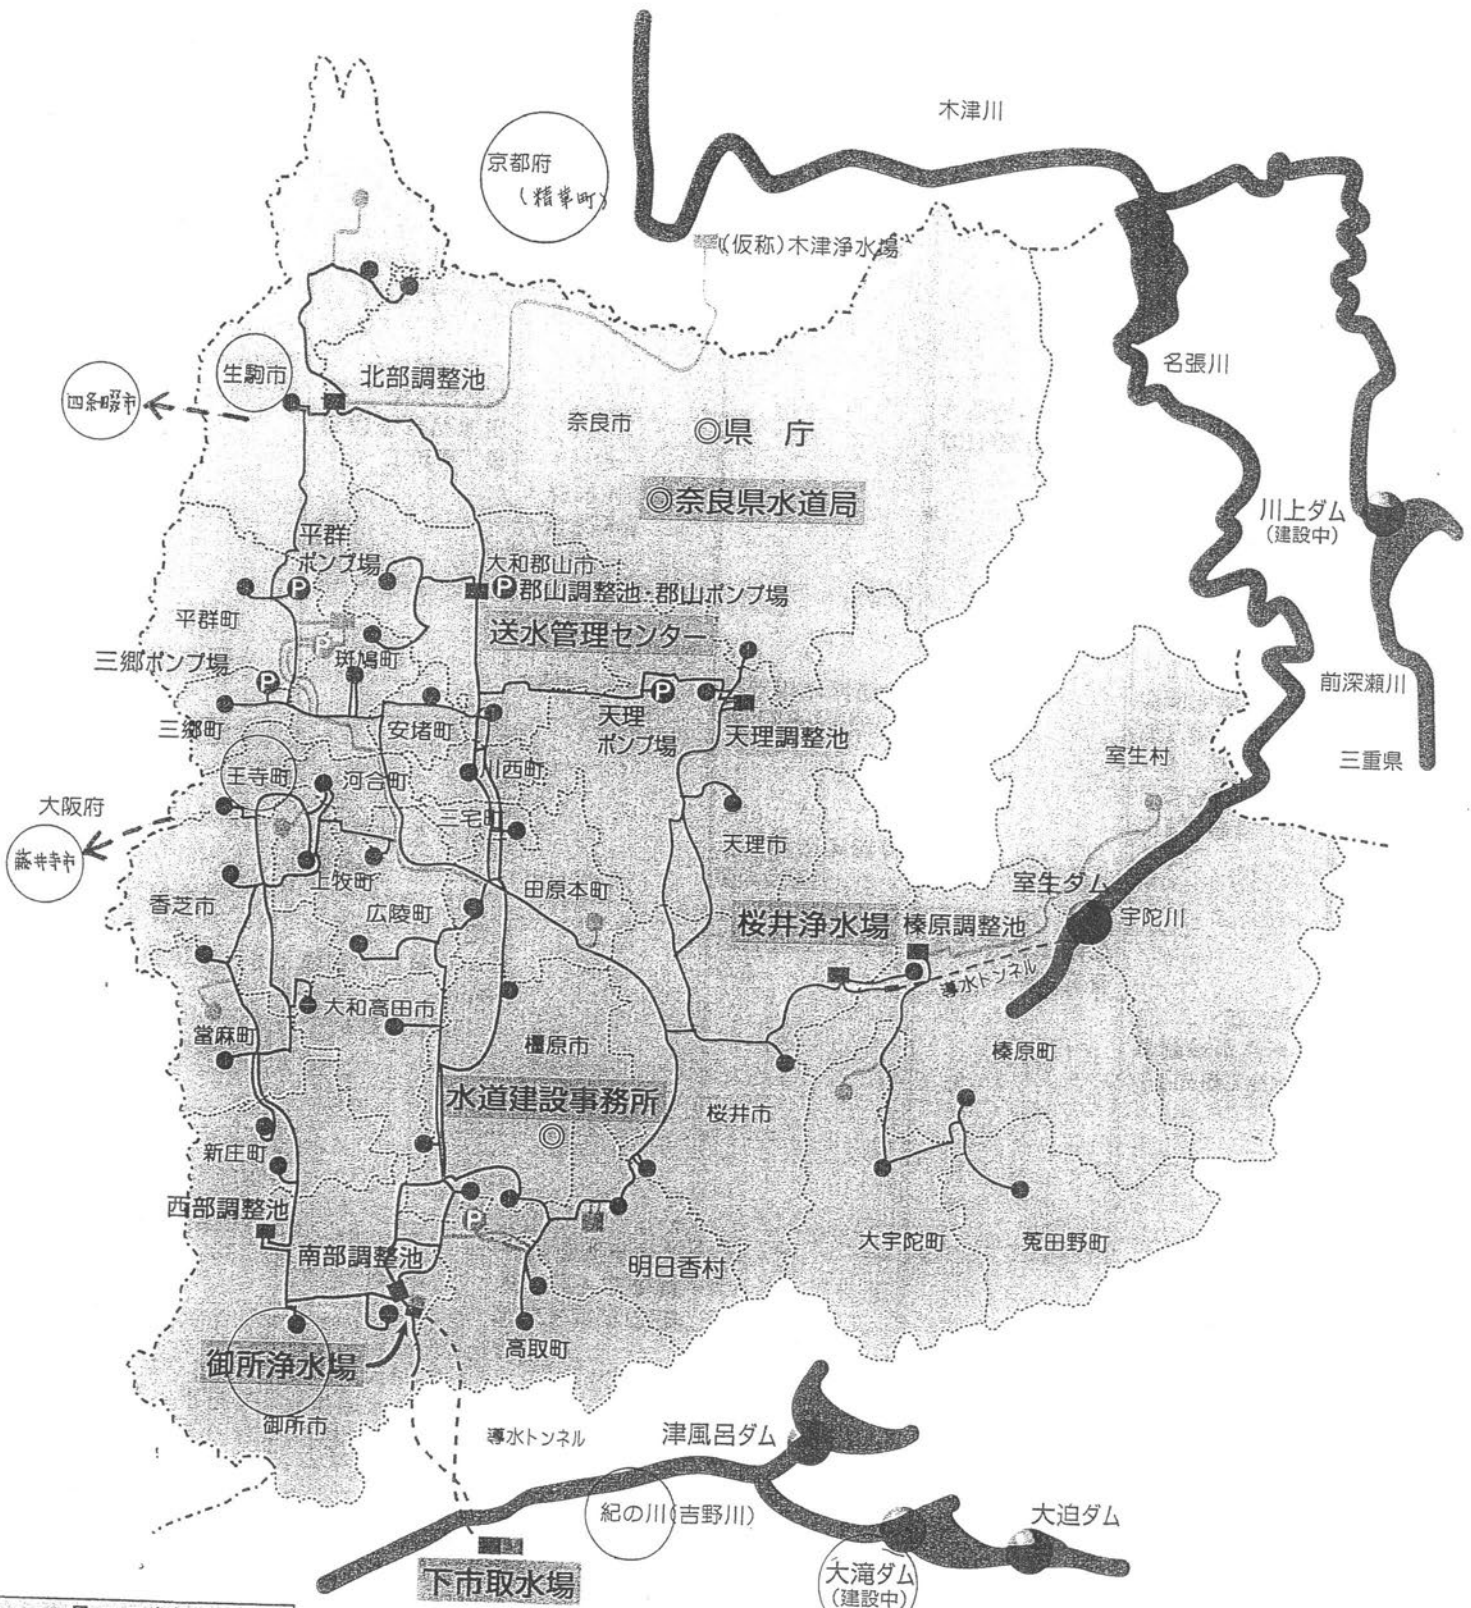 木津川
京都府
(精華町)
(仮称)木津浄水場
名張川
生駒市
北部調整池
四条畷市
奈良市
◎県 庁
◎奈良県水道局
川上ダム
(建設中)
平群
ポンプ場
大和郡山市
P郡山調整池・郡山ポンプ場
P
平群町
送水管理センター
P
三郷ポンプ場
斑鳩町
P
P
前深瀬川
三郷町
安堵町
天理
ポンプ場
天理調整池
室生村
三重県
王寺町
河合町
川西町
大阪府
三宅町
天理市
藤井寺市
上牧町
田原本町
室生ダム
香芝市
広陵町
桜井浄水場
榛原調整池
宇陀川
導水トンネル
大和高田市
當麻町
橿原市
榛原町
水道建設事務所
◎
桜井市
新庄町
西部調整池
P
南部調整池
明日香村
大宇陀町
菟田野町
御所浄水場
高取町
御所市
導水トンネル
津風呂ダム
紀の川(吉野川)
大迫ダム
下市取水場
大滝ダム
(建設中)